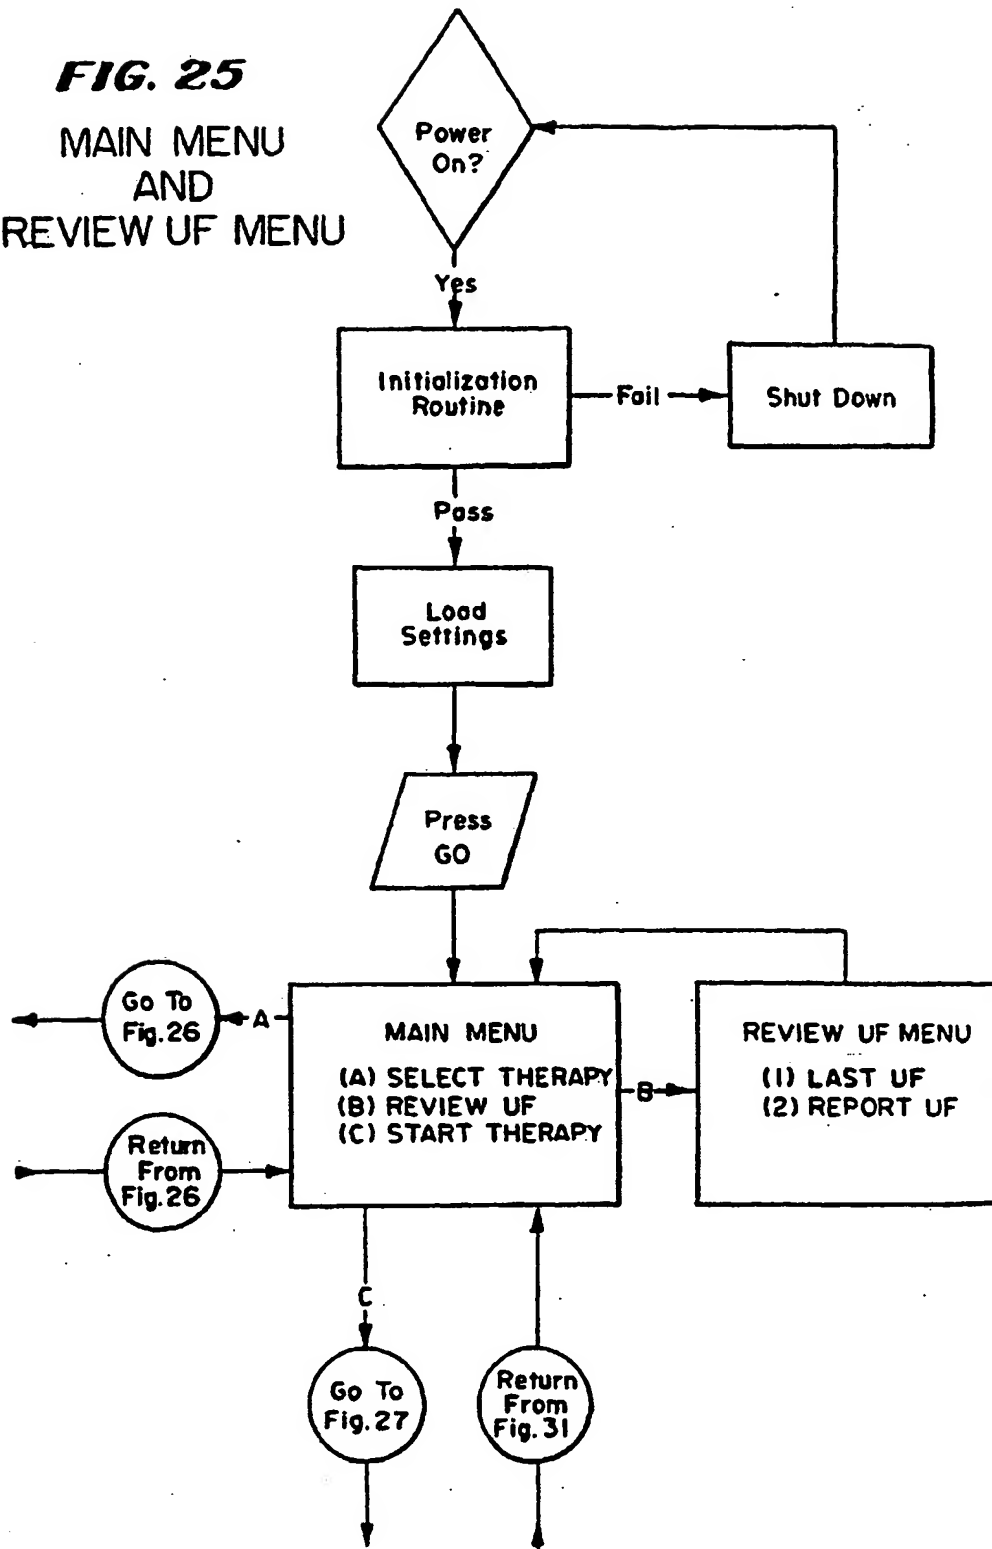 FIG. 25
MAIN MENU
AND
REVIEW UF MENU
Power
On?
Yes
Initialization
Routine
Fail
Shut Down
Pass
Load
Settings
Press
GO
Go To
Fig. 26
A
MAIN MENU
(A) SELECT THERAPY
(B) REVIEW UF
(C) START THERAPY
B
REVIEW UF MENU
(1) LAST UF
(2) REPORT UF
Return
From
Fig. 26
C
Go To
Fig. 27
Return
From
Fig. 31